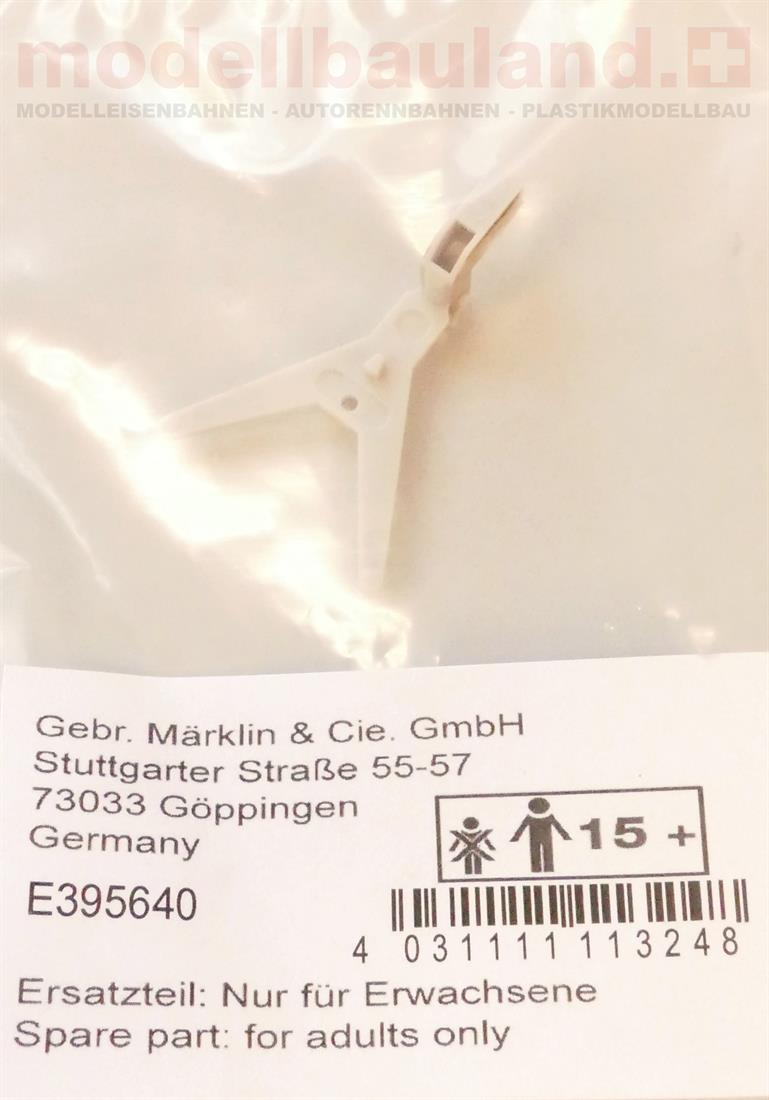 modellbauland.
MODELLEISENBAHNEN - AUTORENNBAHNEN - PLASTIKMODELLBAU
Gebr. Märklin & Cie. GmbH
Stuttgarter Straße 55-57
73033 Göppingen
Germany
15 +
E395640
4 031111 113248
Ersatzteil: Nur für Erwachsene
Spare part: for adults only